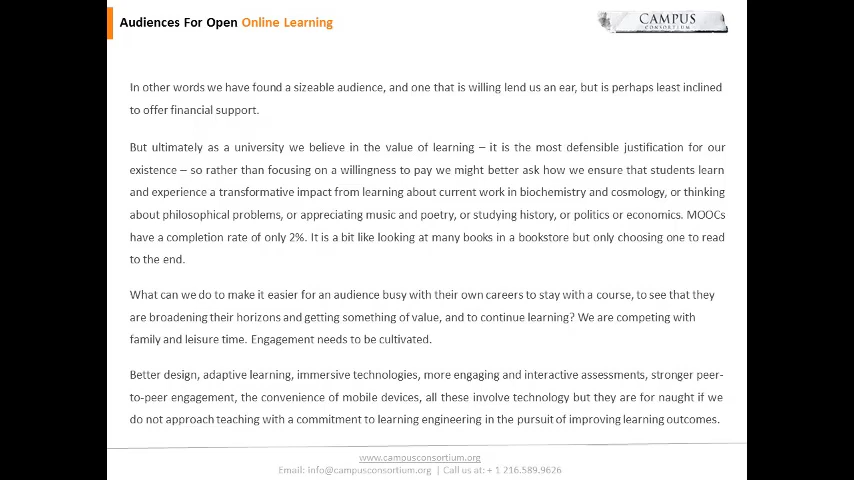 Audiences For Open Online Learning
CAMPUS
CONSORTIUM
In other words we have found a sizeable audience, and one that is willing lend us an ear, but is perhaps least inclined
to offer financial support.
But ultimately as a university we believe in the value of learning – it is the most defensible justification for our
existence – so rather than focusing on a willingness to pay we might better ask how we ensure that students learn
and experience a transformative impact from learning about current work in biochemistry and cosmology, or thinking
about philosophical problems, or appreciating music and poetry, or studying history, or politics or economics. MOOCs
have a completion rate of only 2%. It is a bit like looking at many books in a bookstore but only choosing one to read
to the end.
What can we do to make it easier for an audience busy with their own careers to stay with a course, to see that they
are broadening their horizons and getting something of value, and to continue learning? We are competing with
family and leisure time. Engagement needs to be cultivated.
Better design, adaptive learning, immersive technologies, more engaging and interactive assessments, stronger peer-
to-peer engagement, the convenience of mobile devices, all these involve technology but they are for naught if we
do not approach teaching with a commitment to learning engineering in the pursuit of improving learning outcomes.
www.campusconsortium.org
Email: info@campusconsortium.org | Call us at: + 1 216.589.9626